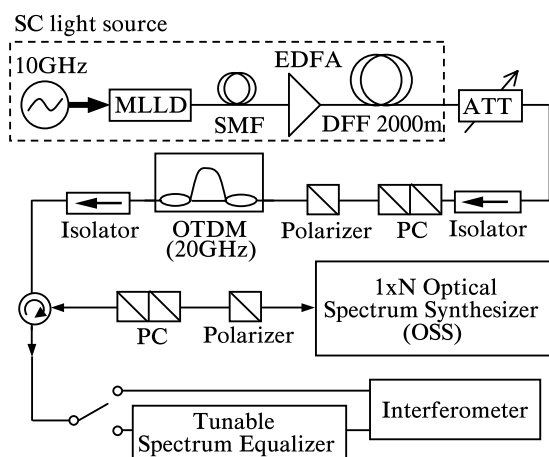 SC light source
10GHz
EDFA
MLLD
SMF
DFF 2000m
ATT
Isolator
OTDM
(20GHz)
Polarizer
PC
Isolator
PC
Polarizer
1xN Optical
Spectrum Synthesizer
(OSS)
Tunable
Spectrum Equalizer
Interferometer